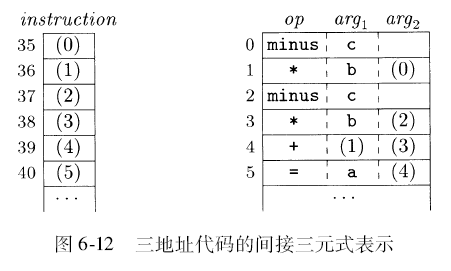 instruction op arg1 arg2
35 (0) 0 minus c
36 (1) 1 * b (0)
37 (2) 2 minus c
38 (3) 3 * b (2)
39 (4) 4 + (1) (3)
40 (5) 5 = a (4)
... ...
图 6-12 三地址代码的间接三元式表示